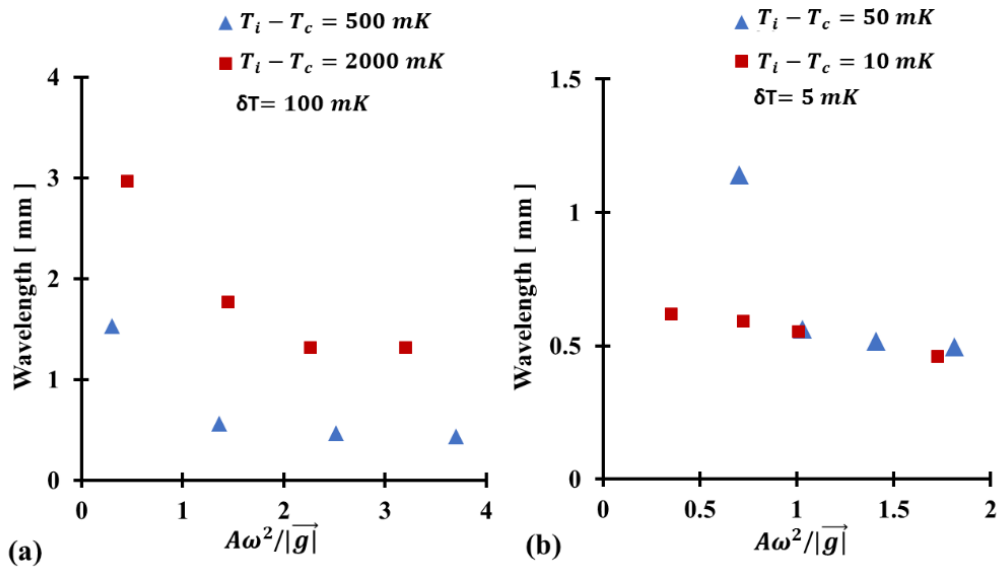 T_i − T_c = 500 mK
T_i − T_c = 2000 mK
δT= 100 mK
4
3
2
1
0
Wavelength [ mm ]
0 1 2 3 4
(a)
Aω²/|g⃗|
T_i − T_c = 50 mK
T_i − T_c = 10 mK
δT= 5 mK
1.5
1
0.5
0
Wavelength [ mm ]
0 0.5 1 1.5 2
(b)
Aω²/|g⃗|